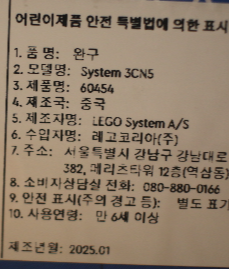 어린이제품 안전 특별법에 의한 표시
1. 품 명: 완구
2. 모델명: System 3CN5
3. 제품명: 60454
4. 제조국: 중국
5. 제조자명: LEGO System A/S
6. 수입자명: 레고코리아(주)
7. 주소: 서울특별시 강남구 강남대로
382, 메리츠타워 12층(역삼동)
8. 소비자상담실 전화: 080-880-0166
9. 안전 표시(주의 경고 등): 별도 표기
10. 사용연령: 만 6세 이상
제조년월: 2025.01